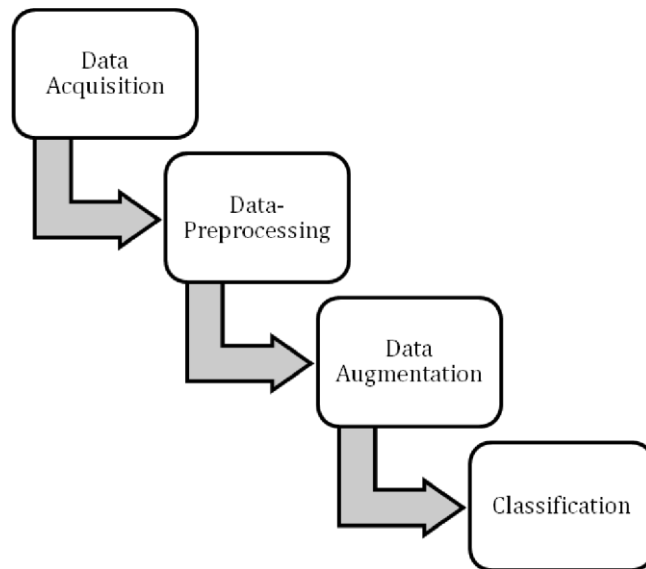 Data
Acquisition
Data-
Preprocessing
Data
Augmentation
Classification